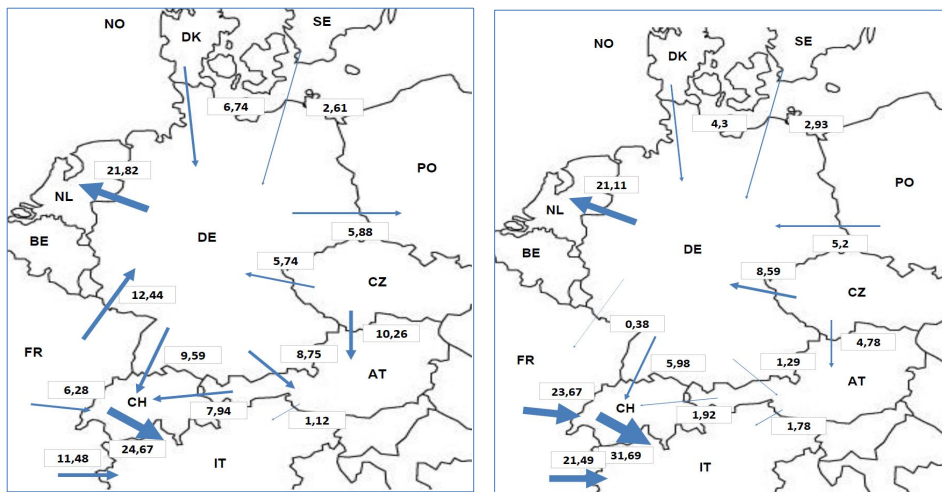 NO
SE
DK
6,74
2,61
21,82
PO
NL
BE
DE
5,88
5,74
CZ
12,44
10,26
FR
9,59
8,75
AT
6,28
CH
7,94
1,12
24,67
11,48
IT
NO
SE
DK
4,3
2,93
21,11
PO
NL
BE
DE
5,2
8,59
CZ
0,38
4,78
FR
5,98
1,29
AT
23,67
CH
1,92
1,78
31,69
21,49
IT